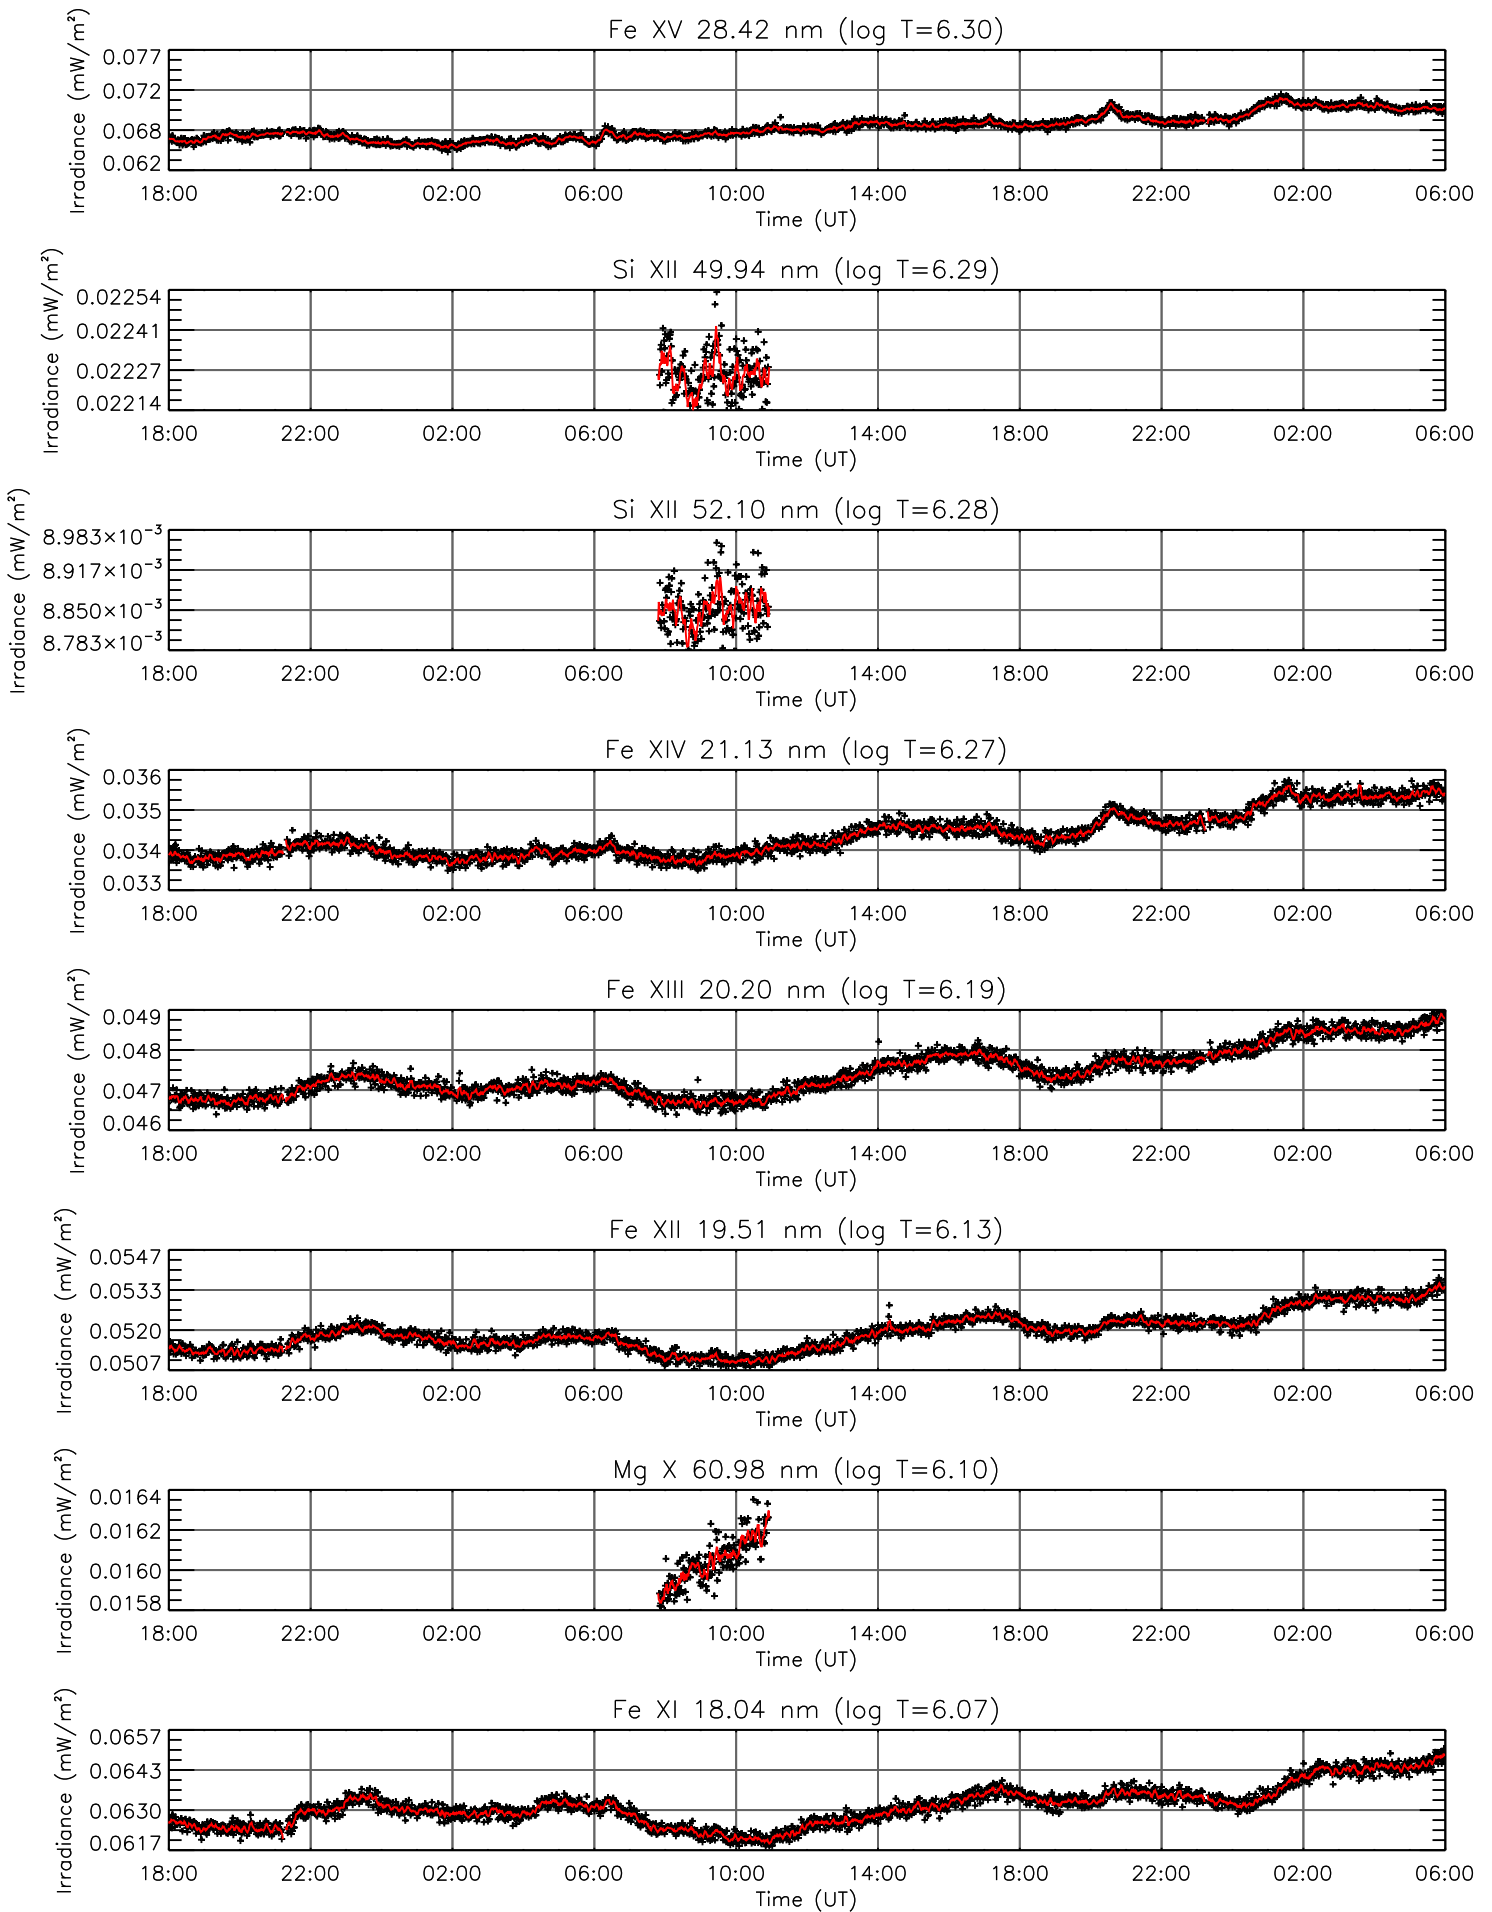 Fe XV 28.42 nm (log T=6.30)
Irradiance (mW/m²)
0.077
0.072
0.068
0.062
18:00 22:00 02:00 06:00 10:00 14:00 18:00 22:00 02:00 06:00
Time (UT)
Si XII 49.94 nm (log T=6.29)
Irradiance (mW/m²)
0.02254
0.02241
0.02227
0.02214
18:00 22:00 02:00 06:00 10:00 14:00 18:00 22:00 02:00 06:00
Time (UT)
Si XII 52.10 nm (log T=6.28)
Irradiance (mW/m²)
8.983×10⁻³
8.917×10⁻³
8.850×10⁻³
8.783×10⁻³
18:00 22:00 02:00 06:00 10:00 14:00 18:00 22:00 02:00 06:00
Time (UT)
Fe XIV 21.13 nm (log T=6.27)
Irradiance (mW/m²)
0.036
0.035
0.034
0.033
18:00 22:00 02:00 06:00 10:00 14:00 18:00 22:00 02:00 06:00
Time (UT)
Fe XIII 20.20 nm (log T=6.19)
Irradiance (mW/m²)
0.049
0.048
0.047
0.046
18:00 22:00 02:00 06:00 10:00 14:00 18:00 22:00 02:00 06:00
Time (UT)
Fe XII 19.51 nm (log T=6.13)
Irradiance (mW/m²)
0.0547
0.0533
0.0520
0.0507
18:00 22:00 02:00 06:00 10:00 14:00 18:00 22:00 02:00 06:00
Time (UT)
Mg X 60.98 nm (log T=6.10)
Irradiance (mW/m²)
0.0164
0.0162
0.0160
0.0158
18:00 22:00 02:00 06:00 10:00 14:00 18:00 22:00 02:00 06:00
Time (UT)
Fe XI 18.04 nm (log T=6.07)
Irradiance (mW/m²)
0.0657
0.0643
0.0630
0.0617
18:00 22:00 02:00 06:00 10:00 14:00 18:00 22:00 02:00 06:00
Time (UT)